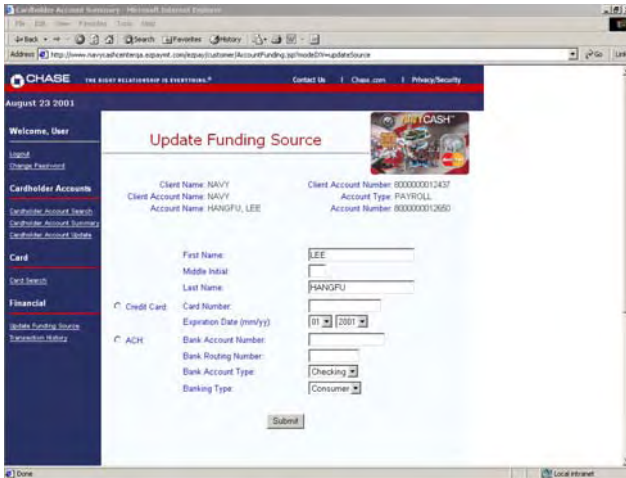 Cardholder Account Summary - Microsoft Internet Explorer
File Edit View Favorites Tools Help
Back Search Favorites History
Address http://www.navycashcenterqa.ezpaymt.com/ezpay/customer/AccountFunding.jsp?modeDIV=updateSource Go
CHASE THE RIGHT RELATIONSHIP IS EVERYTHING.® Contact Us | Chase.com | Privacy/Security
August 23 2001
Welcome, User
Logout
Change Password
Cardholder Accounts
Cardholder Account Search
Cardholder Account Summary
Cardholder Account Update
Card
Card Search
Financial
Update Funding Source
Transaction History
Update Funding Source
CASH™
Client Name: NAVY Client Account Number: 8000000012437
Client Account Name: NAVY Account Type: PAYROLL
Account Name: HANGFU, LEE Account Number: 8000000012650
First Name: LEE
Middle Initial:
Last Name: HANGFU
Credit Card: Card Number:
Expiration Date (mm/yy) 01 2001
ACH: Bank Account Number:
Bank Routing Number:
Bank Account Type: Checking
Banking Type: Consumer
Submit
Done Local intranet